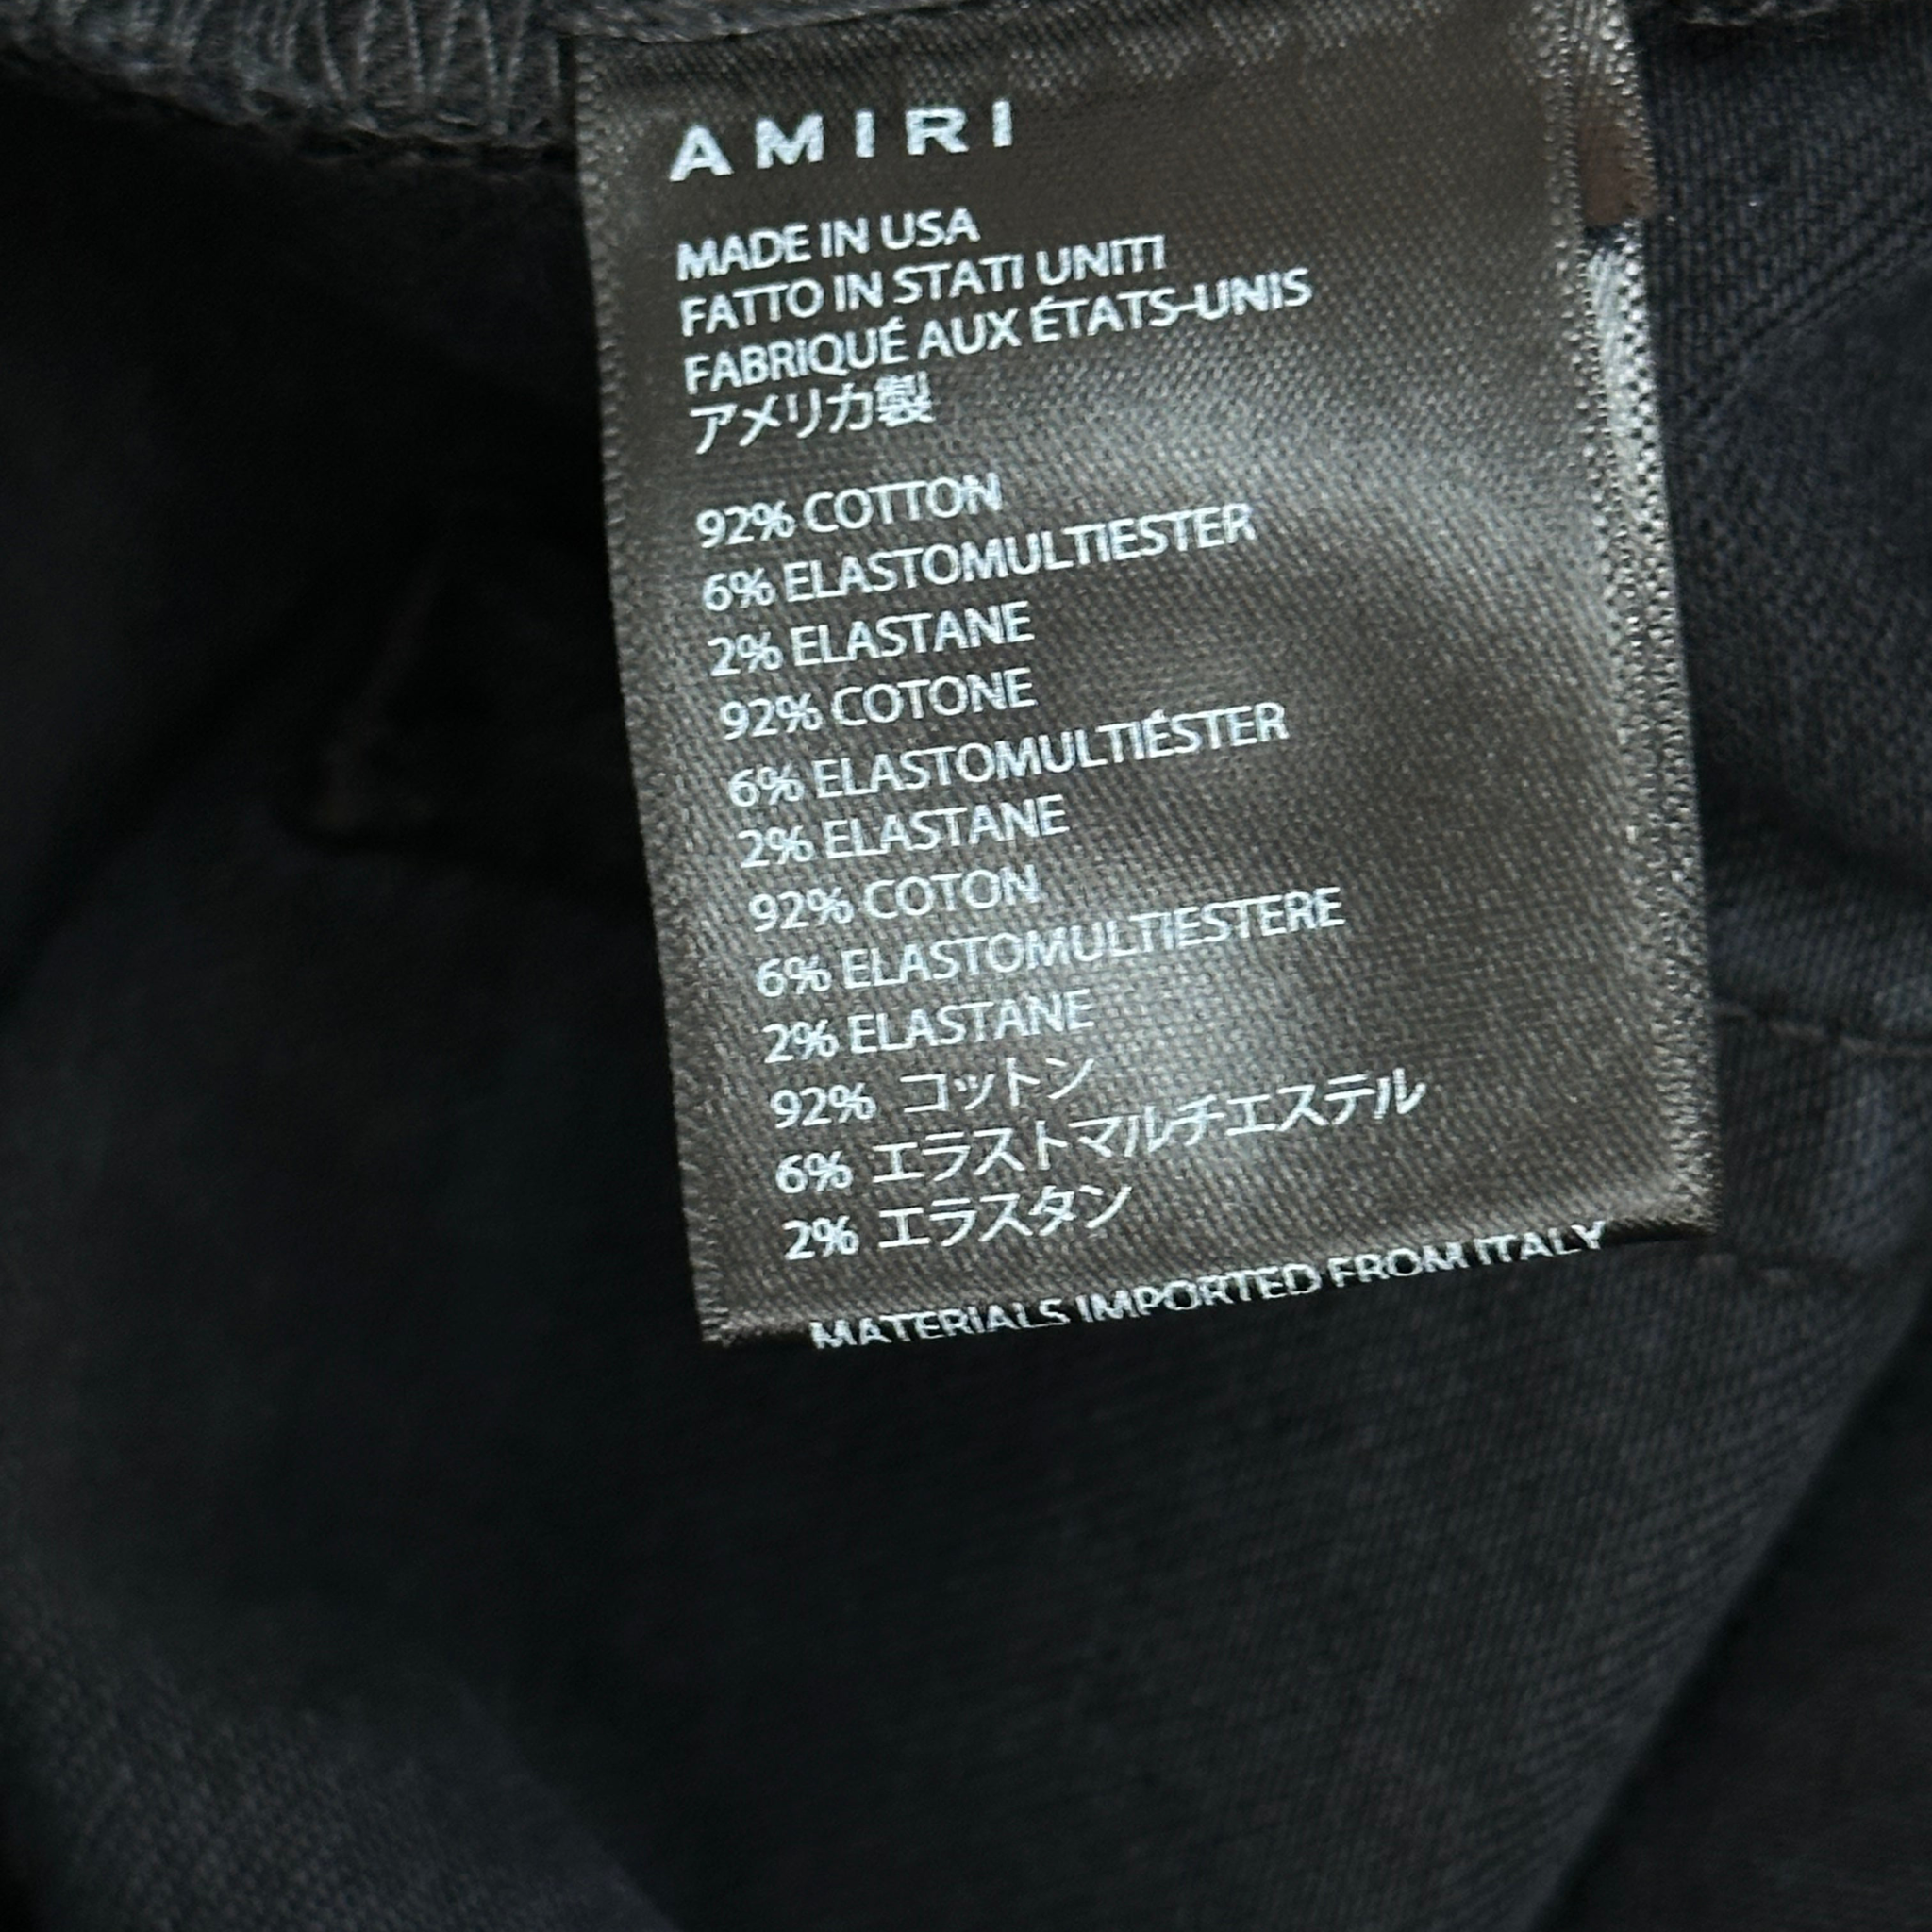 AMIRI
MADE IN USA
FATTO IN STATI UNITI
FABRIQUÉ AUX ÉTATS-UNIS
アメリカ製
92% COTTON
6% ELASTOMULTIESTER
2% ELASTANE
92% COTONE
6% ELASTOMULTIÉSTER
2% ELASTANE
92% COTON
6% ELASTOMULTIESTERE
2% ELASTANE
92% コットン
6% エラストマルチエステル
2% エラスタン
MATERIALS IMPORTED FROM ITALY